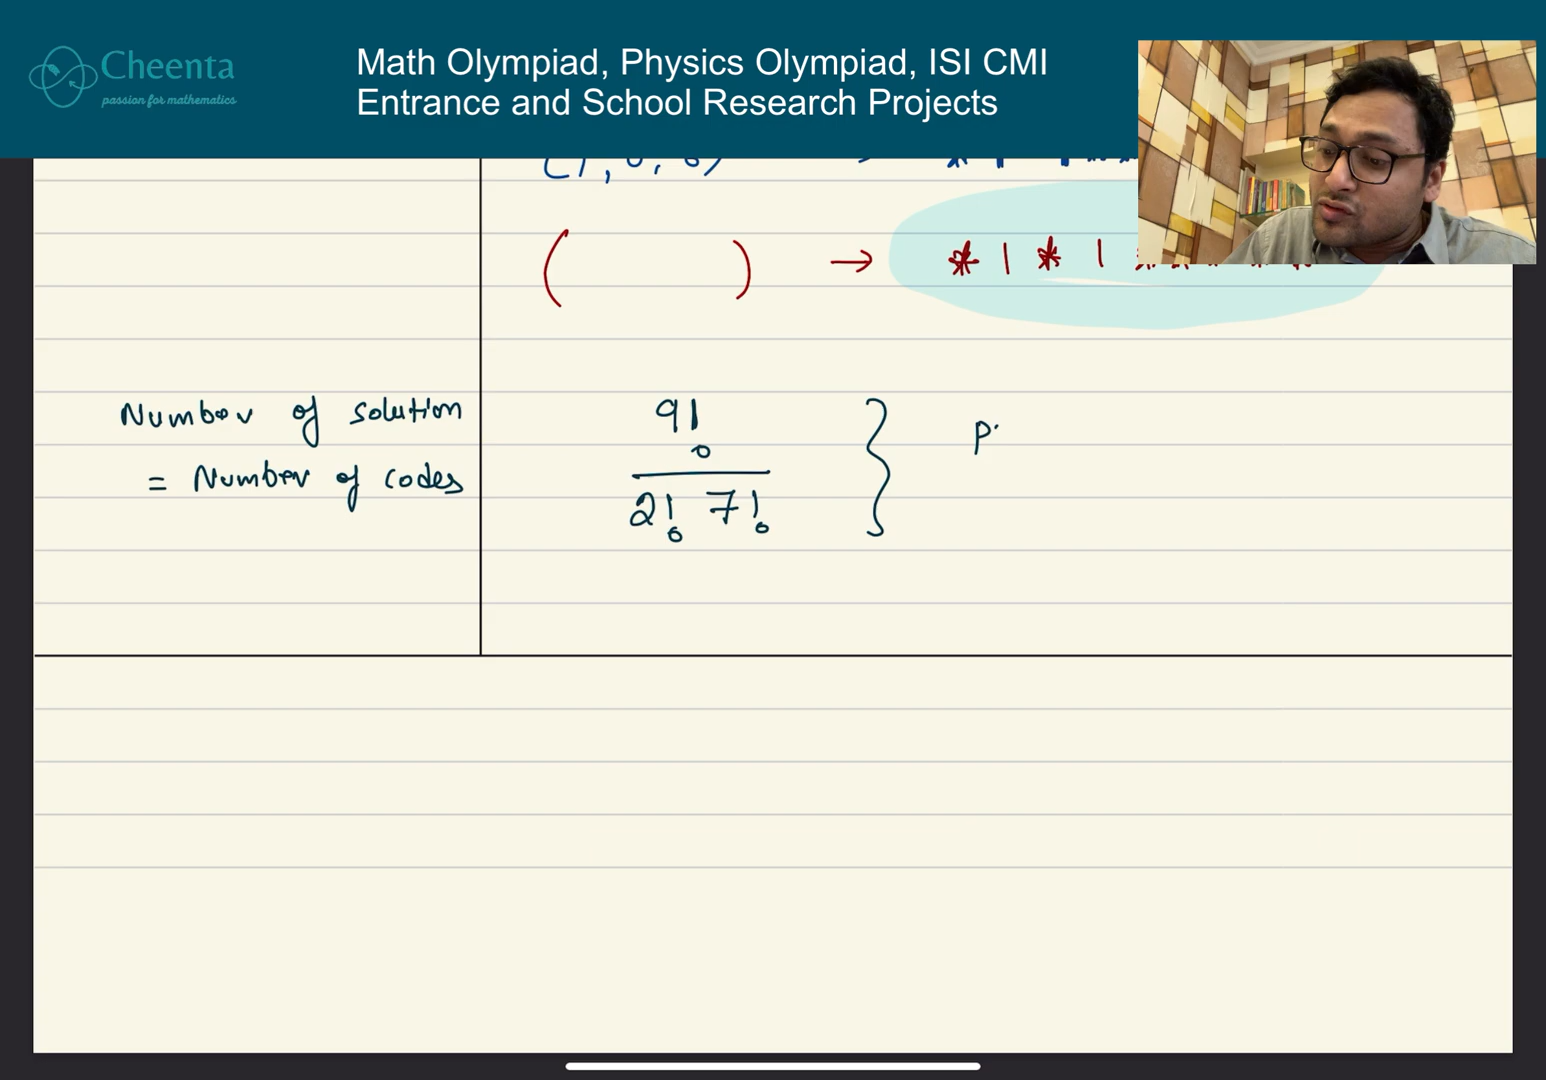 Cheenta
passion for mathematics
Math Olympiad, Physics Olympiad, ISI CMI
Entrance and School Research Projects
( ) → * | * |
Number of solution
= Number of codes
9!
2! 7!
}
P